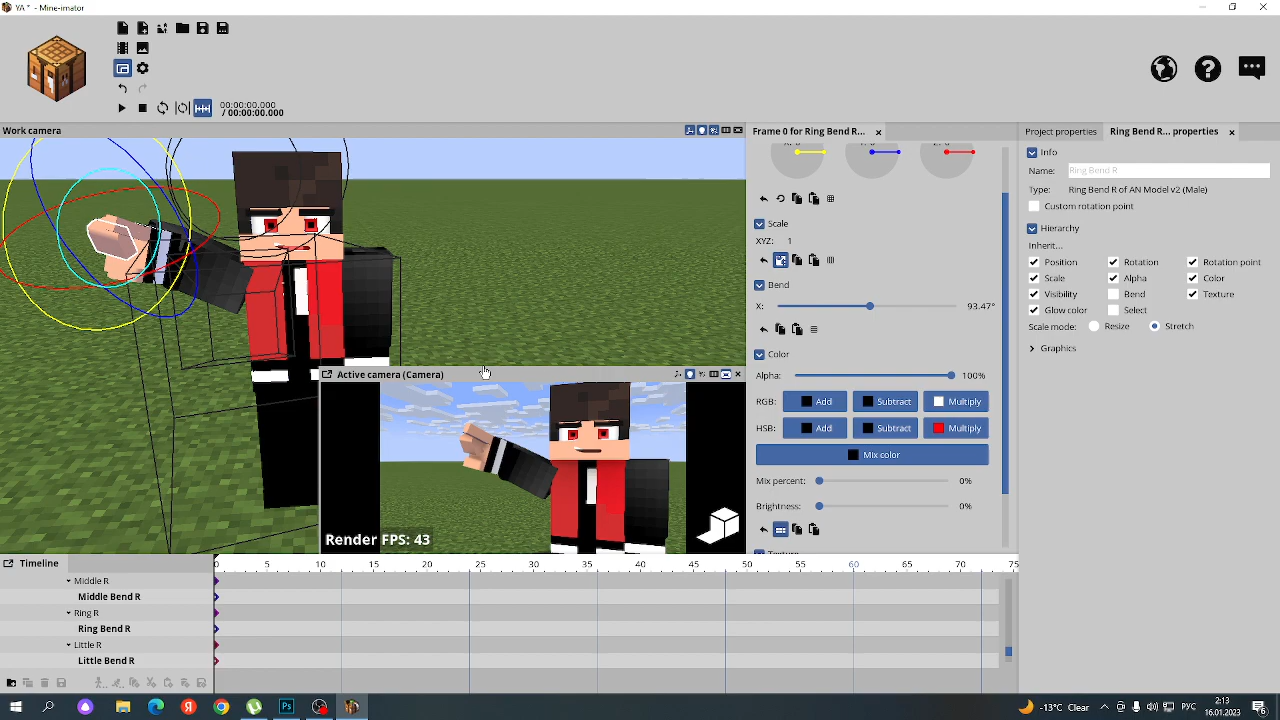 YA * - Mine-imator
00:00:00.000
/ 00:00:00.000
Work camera
Frame 0 for Ring Bend R...
Project properties
Ring Bend R... properties
Scale
XYZ: 1
Bend
X:
93.47°
Color
Alpha:
100%
RGB:
Add
Subtract
Multiply
HSB:
Add
Subtract
Multiply
Mix color
Mix percent:
0%
Brightness:
0%
Info
Name:
Ring Bend R
Type: Ring Bend R of AN Model v2 (Male)
Custom rotation point
Hierarchy
Inherit...
Position
Rotation
Rotation point
Scale
Alpha
Color
Visibility
Bend
Texture
Glow color
Select
Scale mode:
Resize
Stretch
Graphics
Active camera (Camera)
Render FPS: 43
Timeline
0 5 10 15 20 25 30 35 40 45 50 55 60 65 70 75
Middle R
Middle Bend R
Ring R
Ring Bend R
Little R
Little Bend R
-13°C Clear
РУС
2:13
16.01.2023